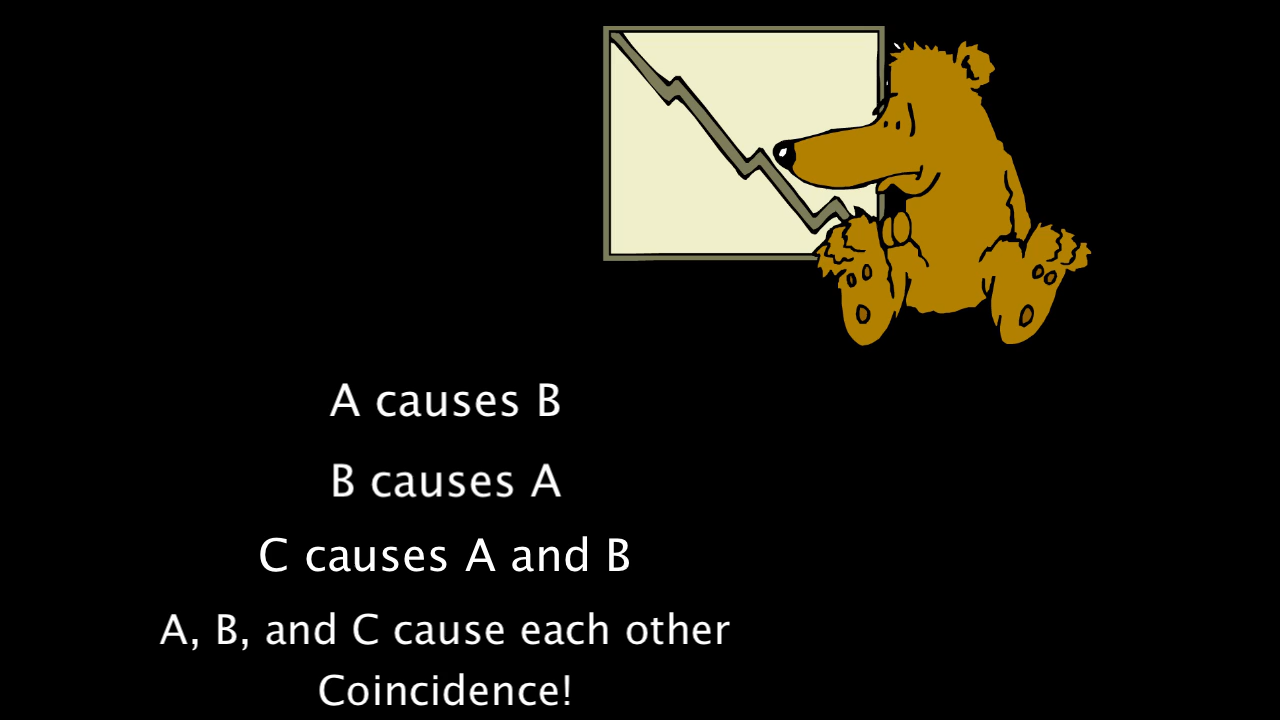 A causes B
B causes A
C causes A and B
A, B, and C cause each other
Coincidence!